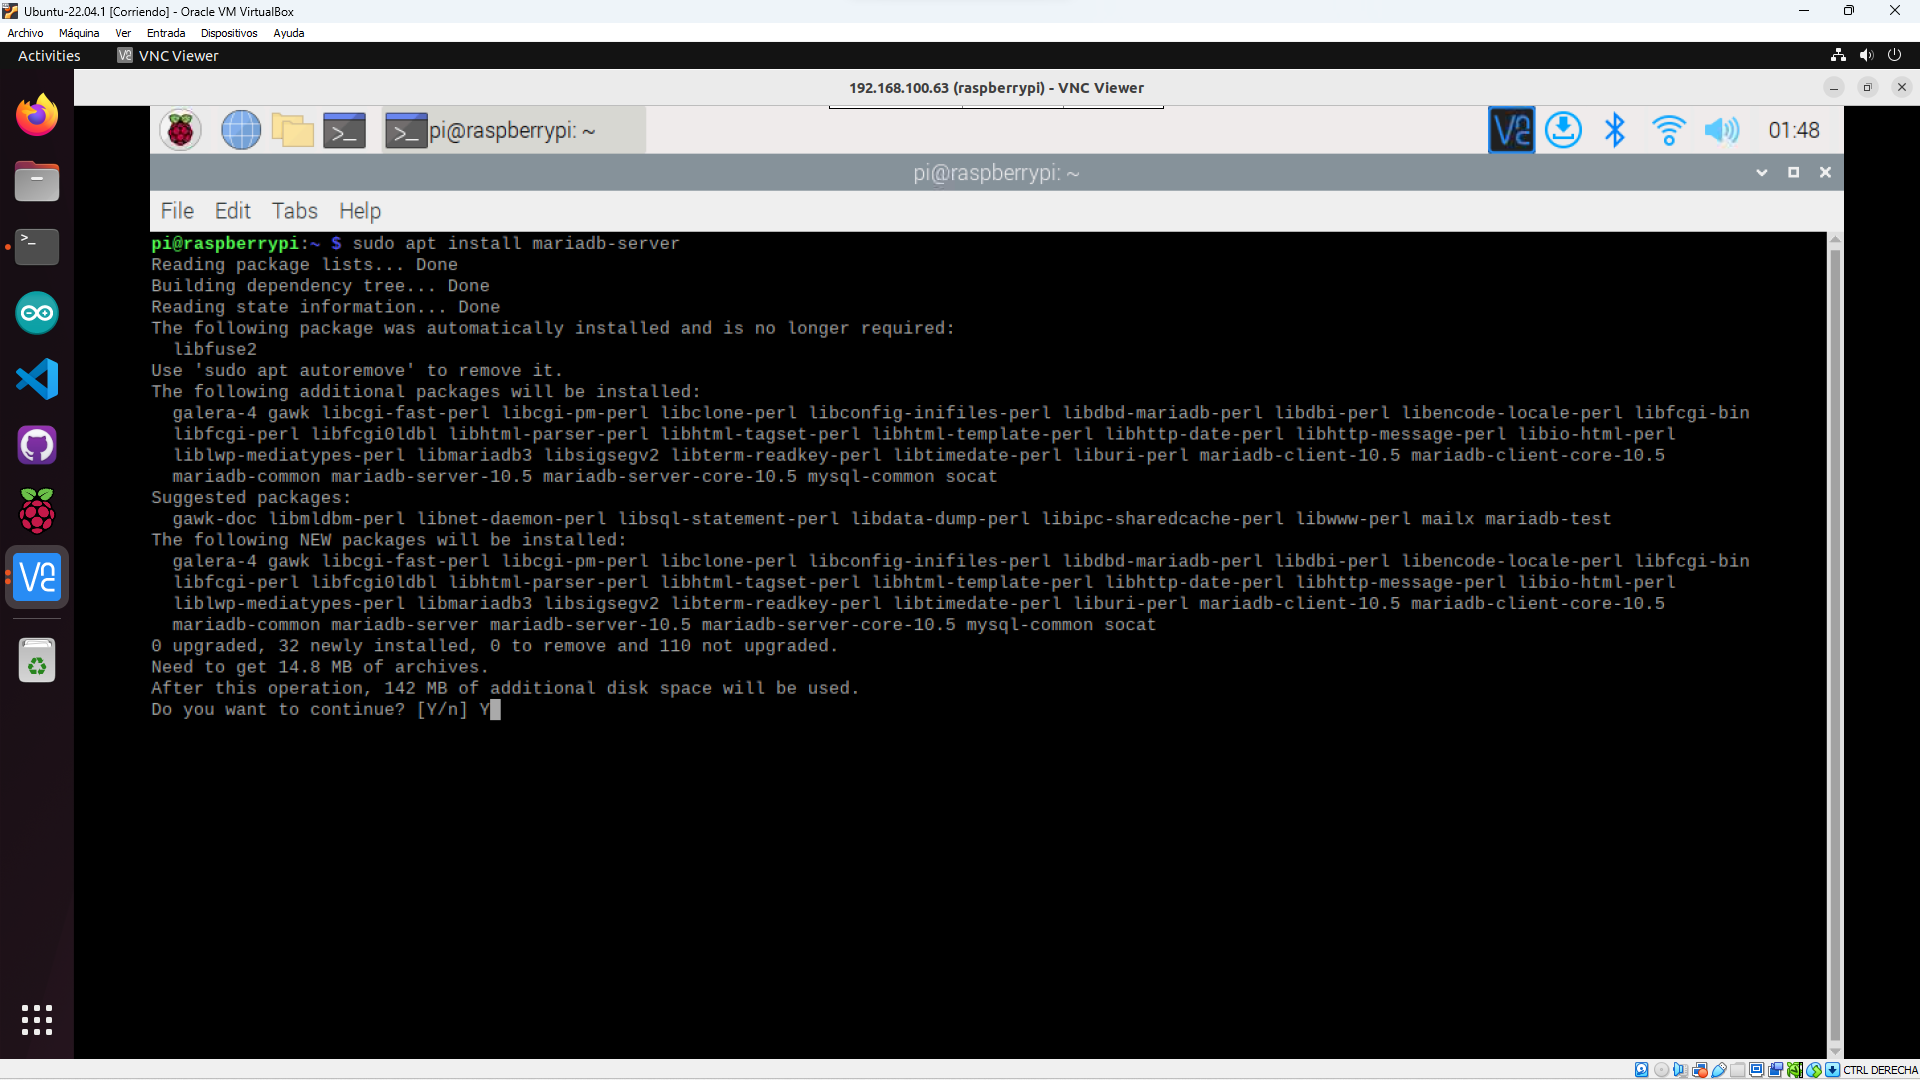 Ubuntu-22.04.1 [Corriendo] - Oracle VM VirtualBox
Archivo Máquina Ver Entrada Dispositivos Ayuda
Activities VNC Viewer
192.168.100.63 (raspberrypi) - VNC Viewer
pi@raspberrypi: ~ 01:48
pi@raspberrypi: ~
File Edit Tabs Help
pi@raspberrypi:~ $ sudo apt install mariadb-server
Reading package lists... Done
Building dependency tree... Done
Reading state information... Done
The following package was automatically installed and is no longer required:
libfuse2
Use 'sudo apt autoremove' to remove it.
The following additional packages will be installed:
galera-4 gawk libcgi-fast-perl libcgi-pm-perl libclone-perl libconfig-inifiles-perl libdbd-mariadb-perl libdbi-perl libencode-locale-perl libfcgi-bin
libfcgi-perl libfcgi0ldbl libhtml-parser-perl libhtml-tagset-perl libhtml-template-perl libhttp-date-perl libhttp-message-perl libio-html-perl
liblwp-mediatypes-perl libmariadb3 libsigsegv2 libterm-readkey-perl libtimedate-perl liburi-perl mariadb-client-10.5 mariadb-client-core-10.5
mariadb-common mariadb-server-10.5 mariadb-server-core-10.5 mysql-common socat
Suggested packages:
gawk-doc libmldbm-perl libnet-daemon-perl libsql-statement-perl libdata-dump-perl libipc-sharedcache-perl libwww-perl mailx mariadb-test
The following NEW packages will be installed:
galera-4 gawk libcgi-fast-perl libcgi-pm-perl libclone-perl libconfig-inifiles-perl libdbd-mariadb-perl libdbi-perl libencode-locale-perl libfcgi-bin
libfcgi-perl libfcgi0ldbl libhtml-parser-perl libhtml-tagset-perl libhtml-template-perl libhttp-date-perl libhttp-message-perl libio-html-perl
liblwp-mediatypes-perl libmariadb3 libsigsegv2 libterm-readkey-perl libtimedate-perl liburi-perl mariadb-client-10.5 mariadb-client-core-10.5
mariadb-common mariadb-server mariadb-server-10.5 mariadb-server-core-10.5 mysql-common socat
0 upgraded, 32 newly installed, 0 to remove and 110 not upgraded.
Need to get 14.8 MB of archives.
After this operation, 142 MB of additional disk space will be used.
Do you want to continue? [Y/n] Y
CTRL DERECHA